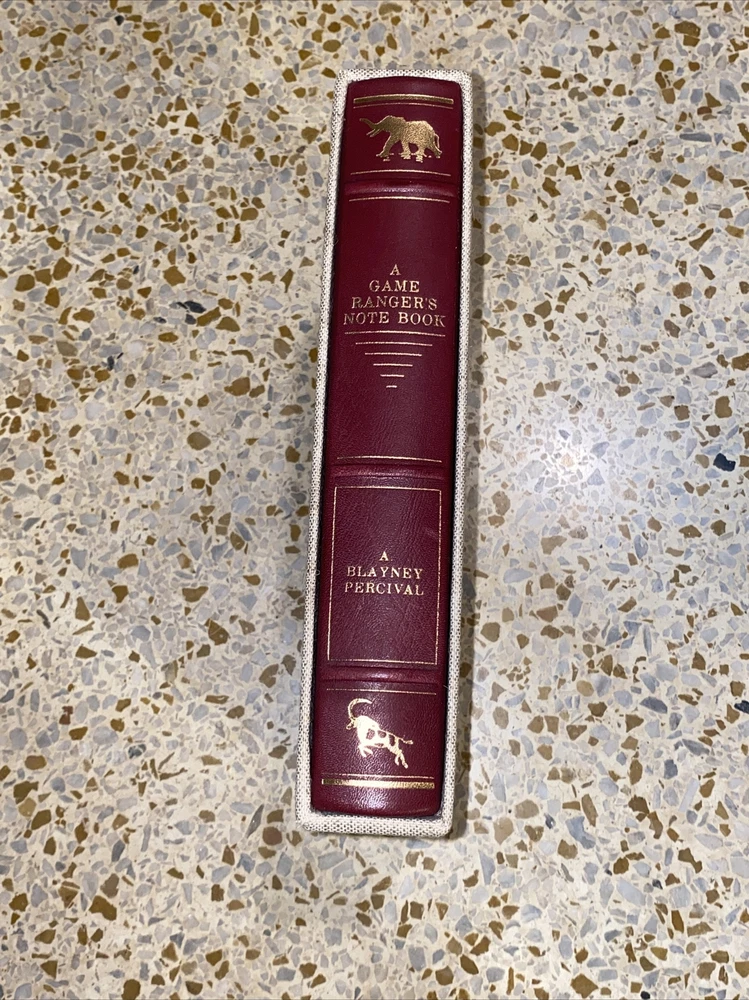 A
GAME
RANGER'S
NOTE BOOK
A
BLAYNEY
PERCIVAL